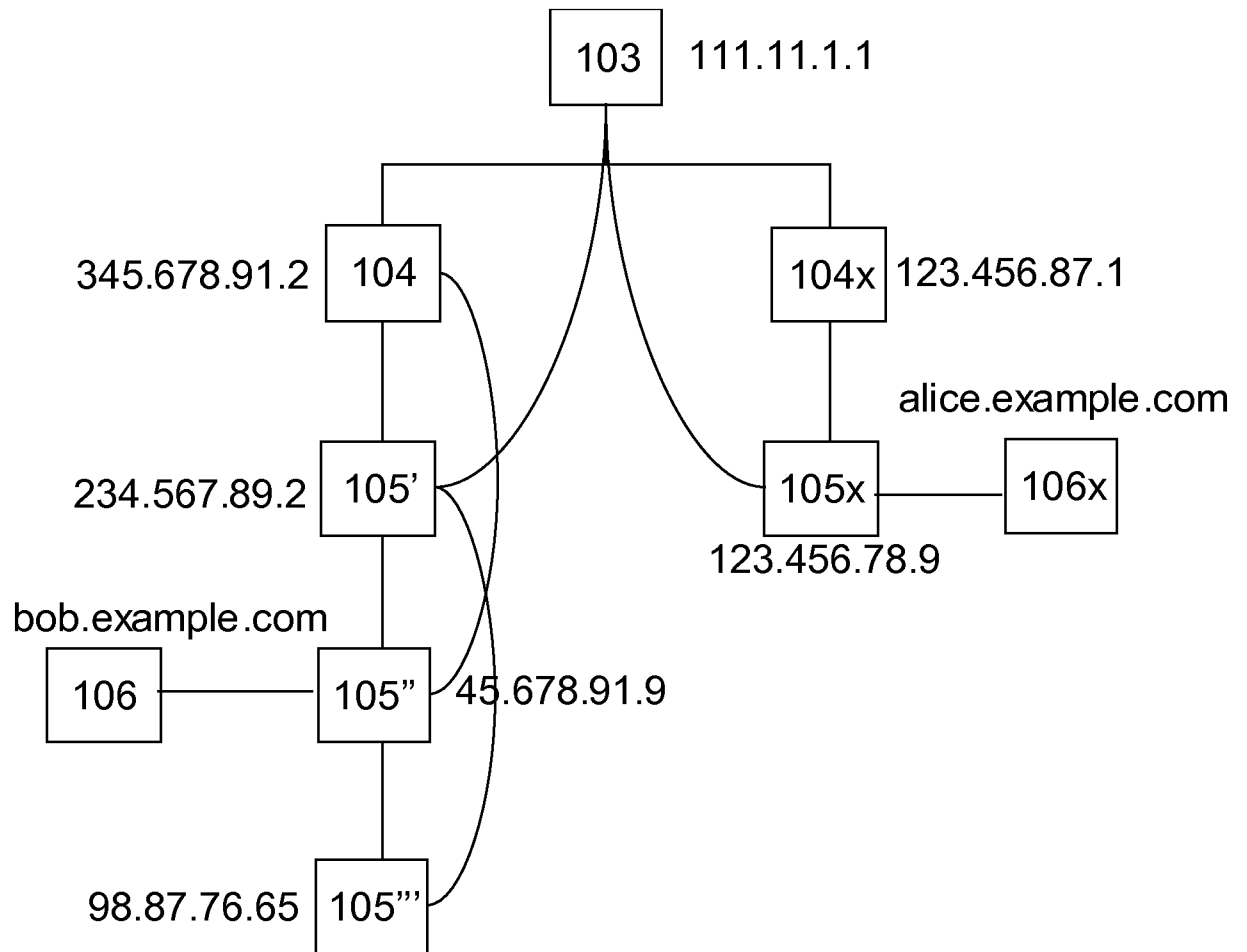 103 111.11.1.1
345.678.91.2 104 104x 123.456.87.1
alice.example.com
234.567.89.2 105’ 105x 106x
123.456.78.9
bob.example.com
106 105” 45.678.91.9
98.87.76.65 105”’